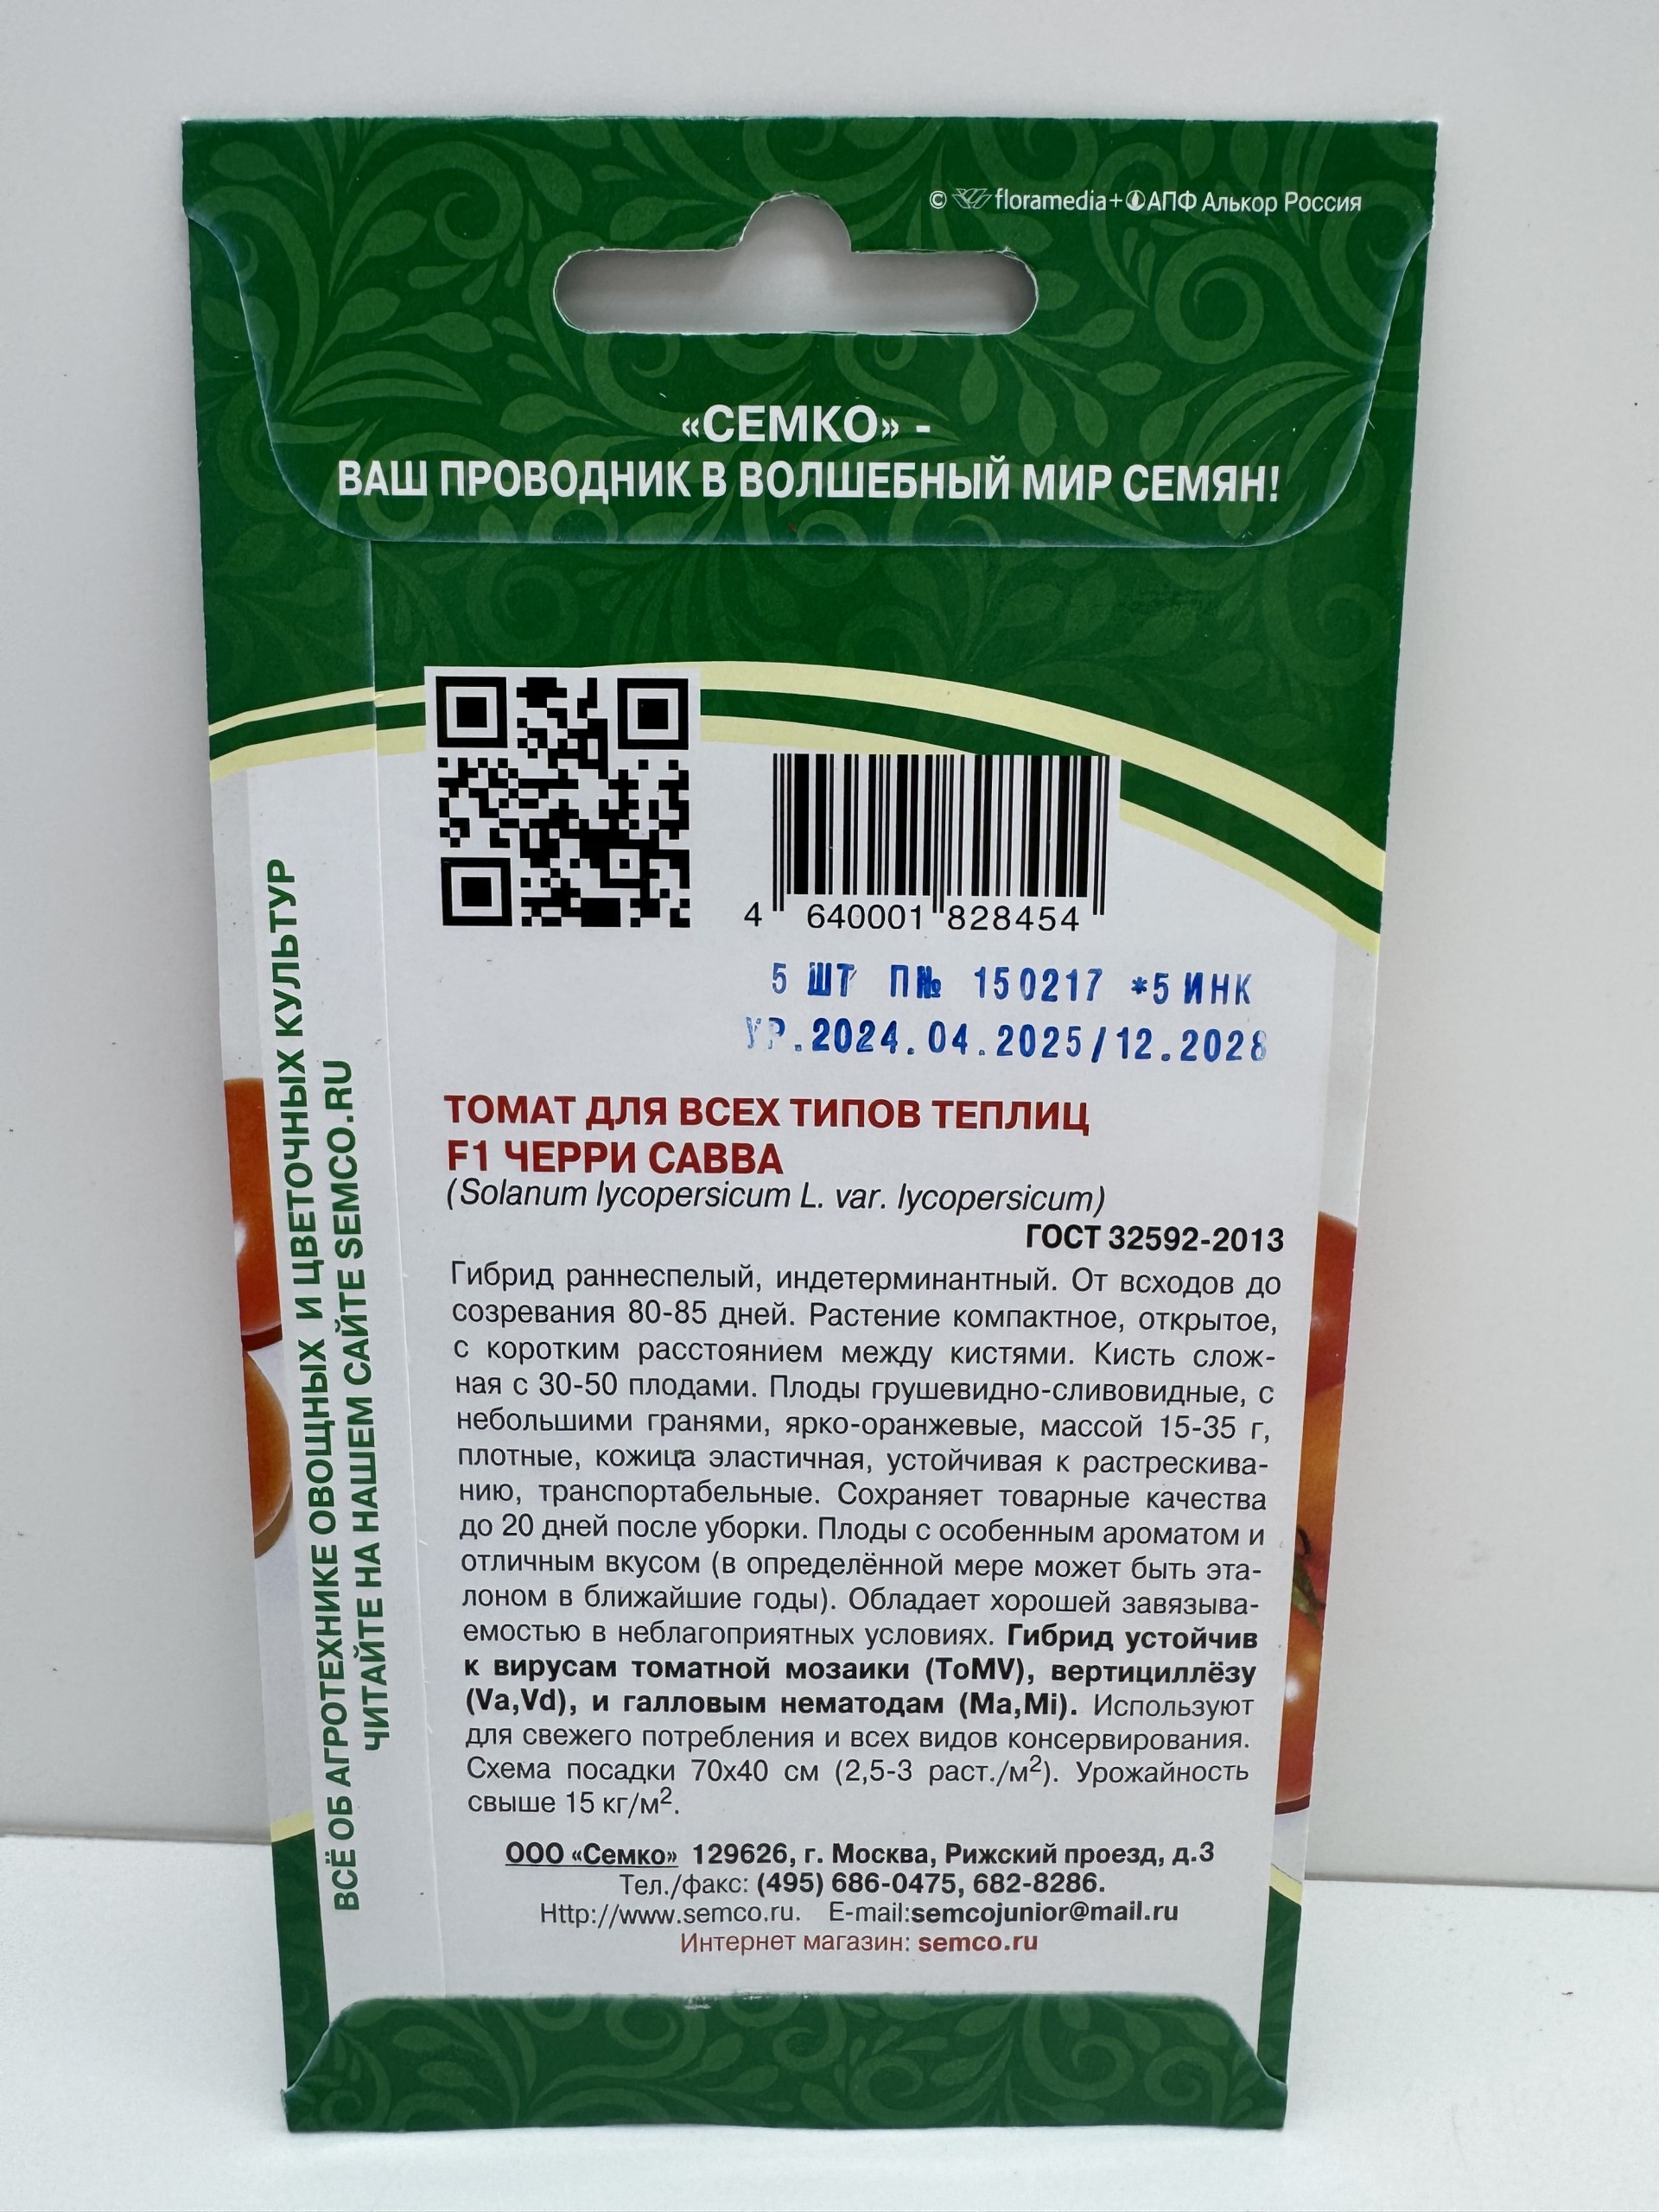 © floramedia+АПФ Алькор Россия
«СЕМКО» -
ВАШ ПРОВОДНИК В ВОЛШЕБНЫЙ МИР СЕМЯН!
4 640001 828454
5 ШТ П№ 150217 *5 ИНК
УР.2024.04.2025/12.2028
ТОМАТ ДЛЯ ВСЕХ ТИПОВ ТЕПЛИЦ
F1 ЧЕРРИ САВВА
(Solanum lycopersicum L. var. lycopersicum)
ГОСТ 32592-2013
Гибрид раннеспелый, индетерминантный. От всходов до
созревания 80-85 дней. Растение компактное, открытое,
с коротким расстоянием между кистями. Кисть слож-
ная с 30-50 плодами. Плоды грушевидно-сливовидные, с
небольшими гранями, ярко-оранжевые, массой 15-35 г,
плотные, кожица эластичная, устойчивая к растрескива-
нию, транспортабельные. Сохраняет товарные качества
до 20 дней после уборки. Плоды с особенным ароматом и
отличным вкусом (в определённой мере может быть эта-
лоном в ближайшие годы). Обладает хорошей завязыва-
емостью в неблагоприятных условиях. Гибрид устойчив
к вирусам томатной мозаики (ToMV), вертициллёзу
(Va,Vd), и галловым нематодам (Ma,Mi). Используют
для свежего потребления и всех видов консервирования.
Схема посадки 70х40 см (2,5-3 раст./м²). Урожайность
свыше 15 кг/м².
ООО «Семко» 129626, г. Москва, Рижский проезд, д.3
Тел./факс: (495) 686-0475, 682-8286.
Http://www.semco.ru. E-mail:semcojunior@mail.ru
Интернет магазин: semco.ru
ВСЁ ОБ АГРОТЕХНИКЕ ОВОЩНЫХ И ЦВЕТОЧНЫХ КУЛЬТУР
ЧИТАЙТЕ НА НАШЕМ САЙТЕ SEMCO.RU